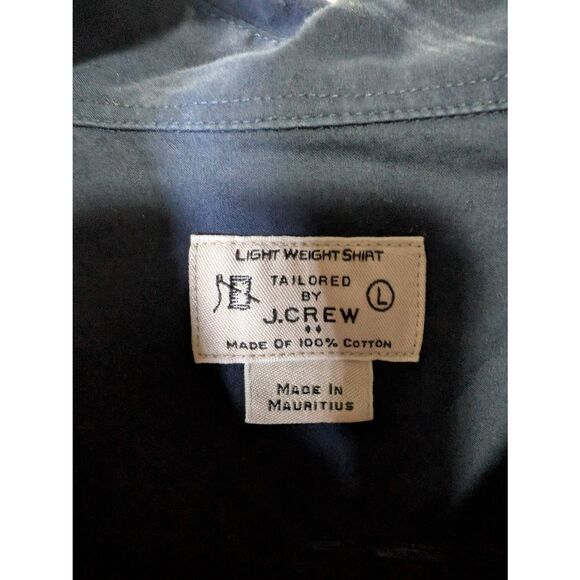 LIGHT WEIGHT SHIRT
TAILORED
BY
L
J.CREW
MADE OF 100% COTTON
MADE IN
MAURITIUS